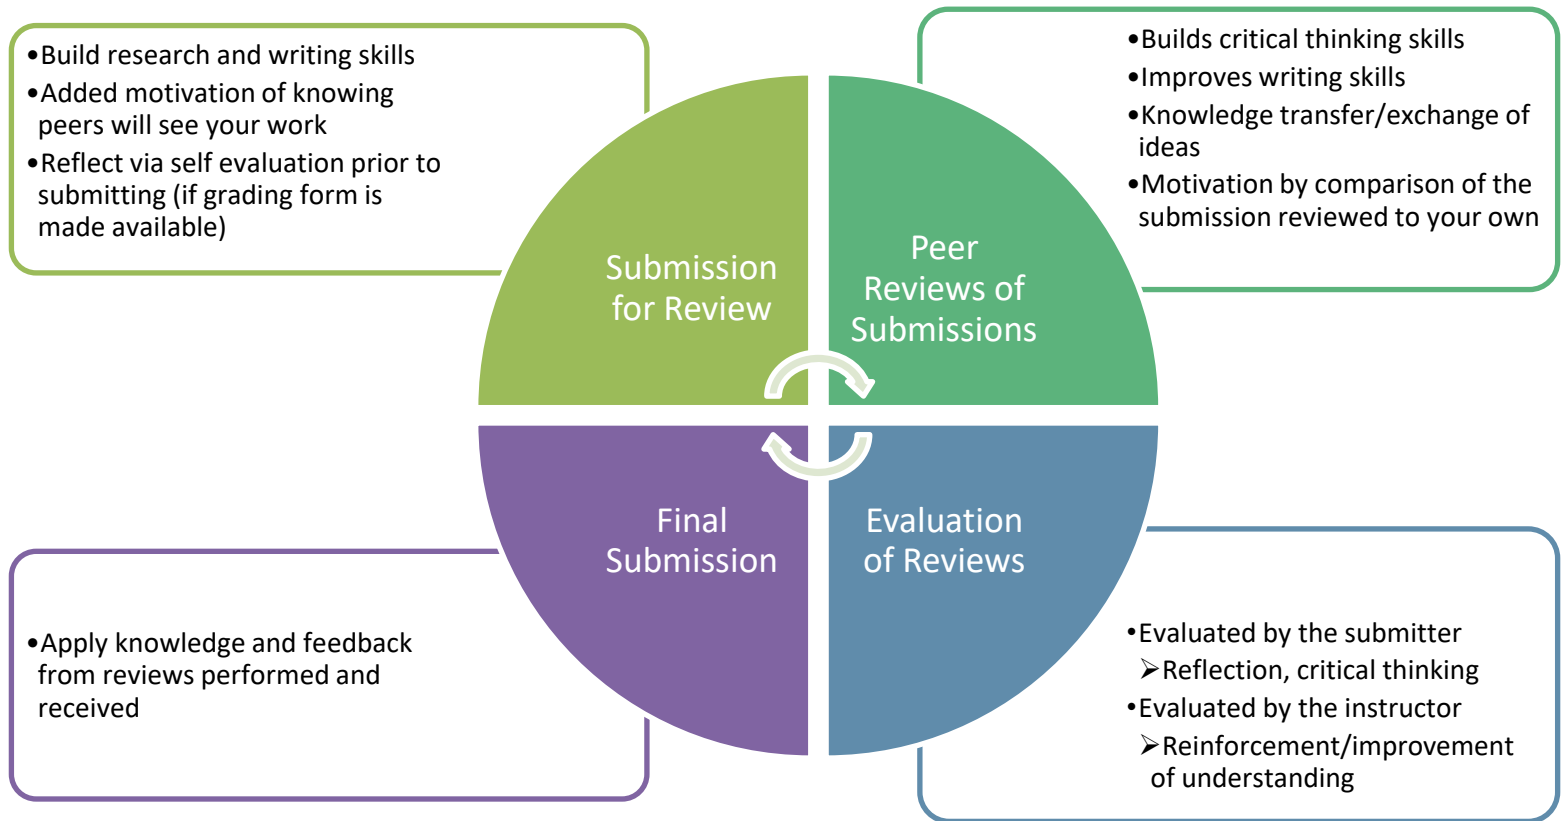 •Build research and writing skills
•Added motivation of knowing
peers will see your work
•Reflect via self evaluation prior to
submitting (if grading form is
made available)
•Builds critical thinking skills
•Improves writing skills
•Knowledge transfer/exchange of
ideas
•Motivation by comparison of the
submission reviewed to your own
Submission
for Review
Peer
Reviews of
Submissions
Final
Submission
Evaluation
of Reviews
•Apply knowledge and feedback
from reviews performed and
received
•Evaluated by the submitter
➢Reflection, critical thinking
•Evaluated by the instructor
➢Reinforcement/improvement
of understanding